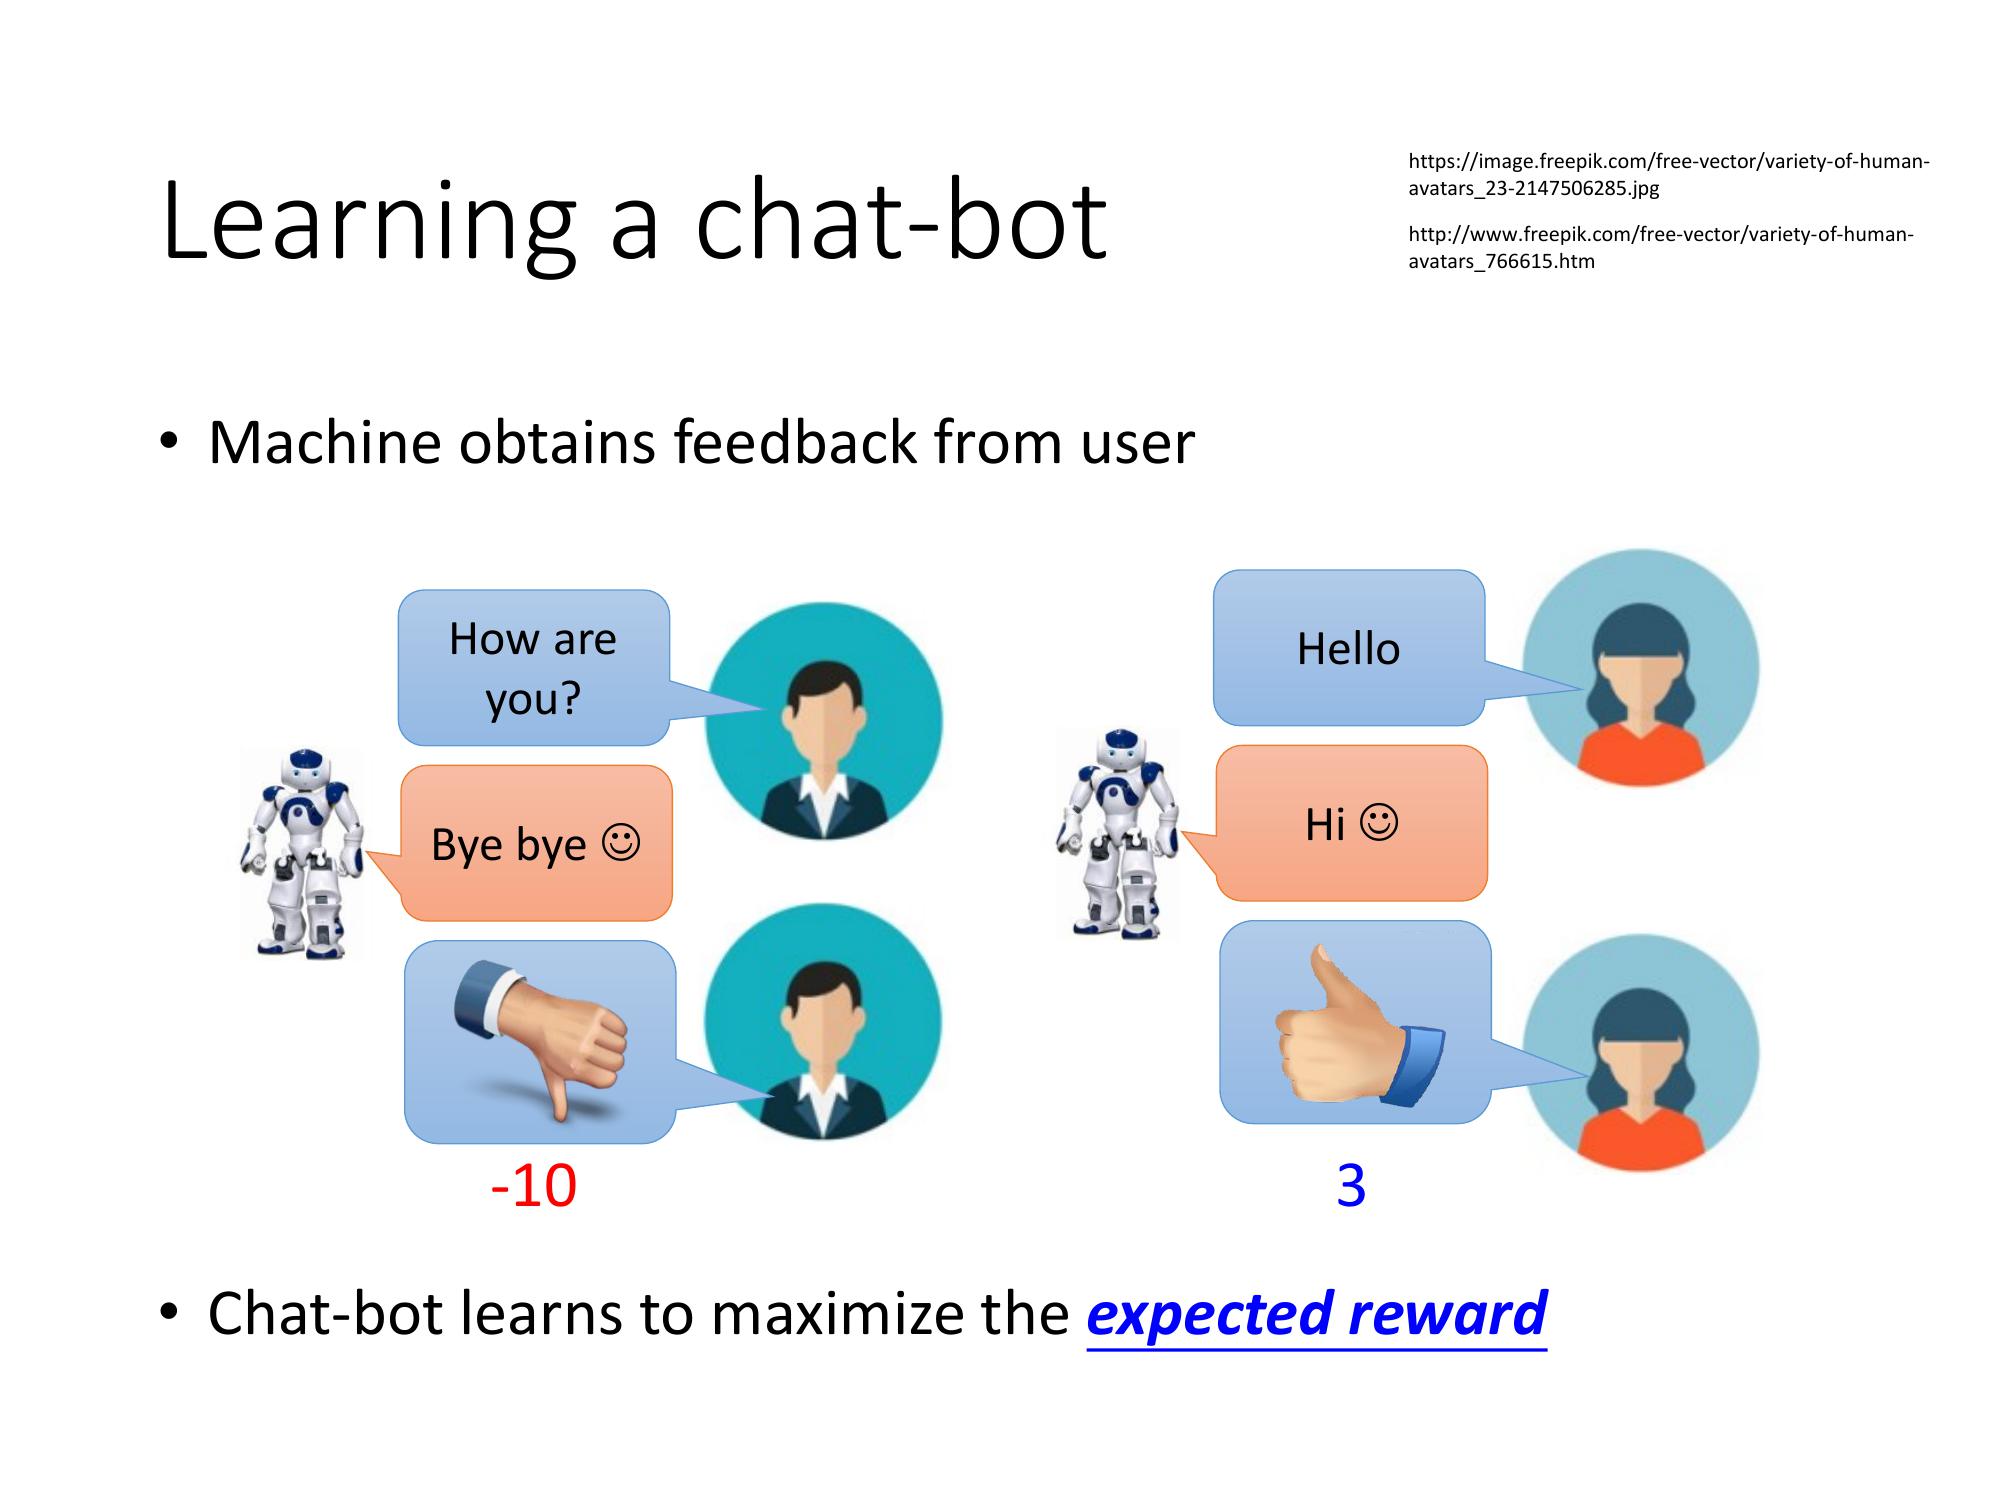 Learning a chat-bot
https://image.freepik.com/free-vector/variety-of-human-
avatars_23-2147506285.jpg
http://www.freepik.com/free-vector/variety-of-human-
avatars_766615.htm
• Machine obtains feedback from user
How are
you?
Bye bye ☺
-10
Hello
Hi ☺
3
• Chat-bot learns to maximize the expected reward